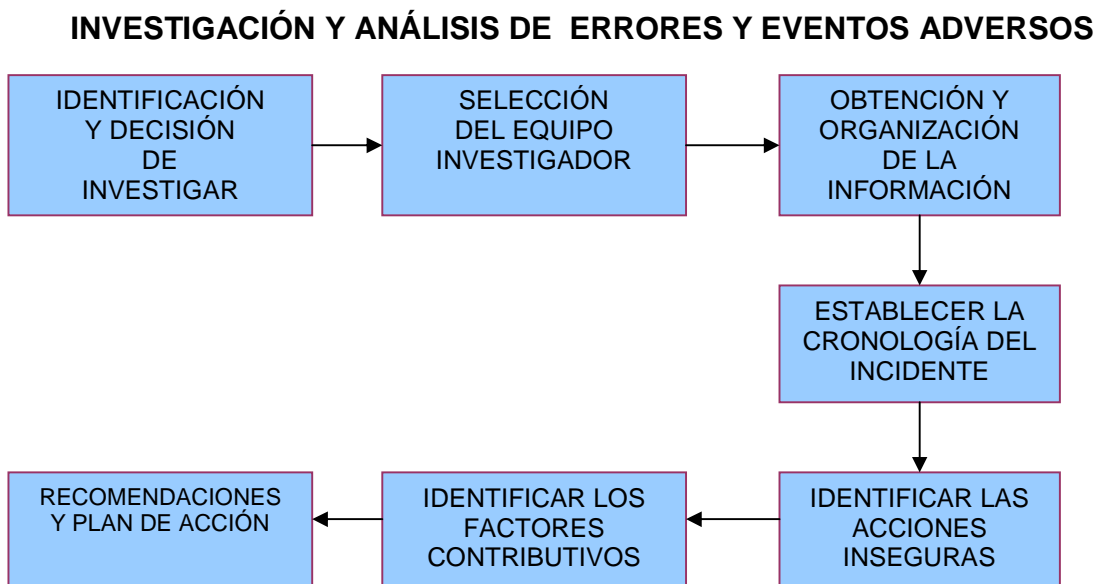 INVESTIGACIÓN Y ANÁLISIS DE ERRORES Y EVENTOS ADVERSOS
IDENTIFICACIÓN
Y DECISIÓN
DE
INVESTIGAR
SELECCIÓN
DEL EQUIPO
INVESTIGADOR
OBTENCIÓN Y
ORGANIZACIÓN
DE LA
INFORMACIÓN
ESTABLECER LA
CRONOLOGÍA DEL
INCIDENTE
IDENTIFICAR LAS
ACCIONES
INSEGURAS
IDENTIFICAR LOS
FACTORES
CONTRIBUTIVOS
RECOMENDACIONES
Y PLAN DE ACCIÓN